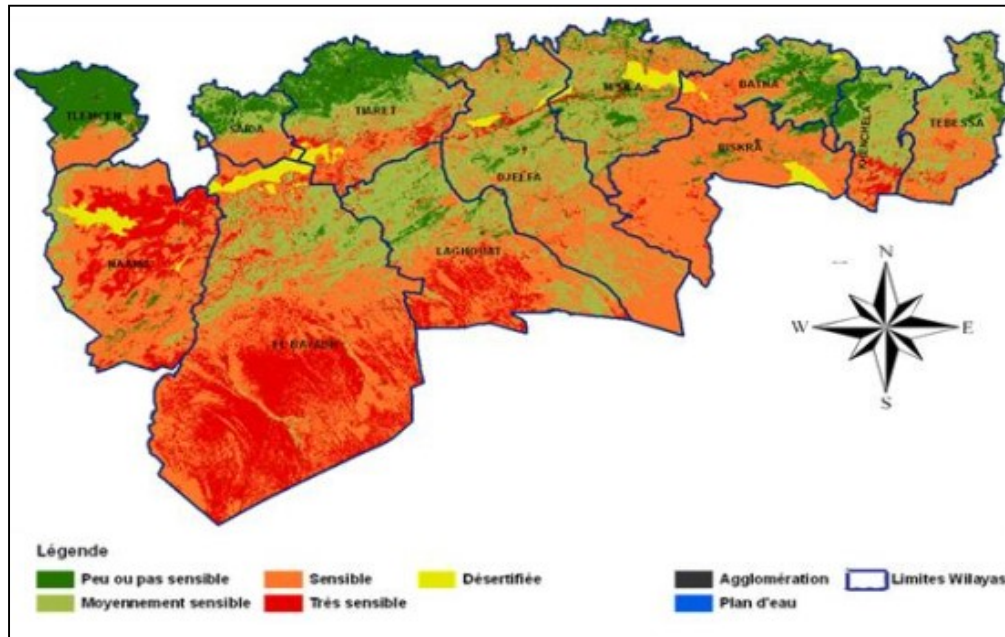 TLEMCEN
SAIDA
TIARET
M'SILA
BATNA
KHENCHELA
TEBESSA
BISKRA
DJELFA
NAAMA
LAGHOUAT
EL BAYADH
N
W
E
S
Légende
Peu ou pas sensible
Sensible
Désertifiée
Agglomération
Limites Wilayas
Moyennement sensible
Très sensible
Plan d'eau